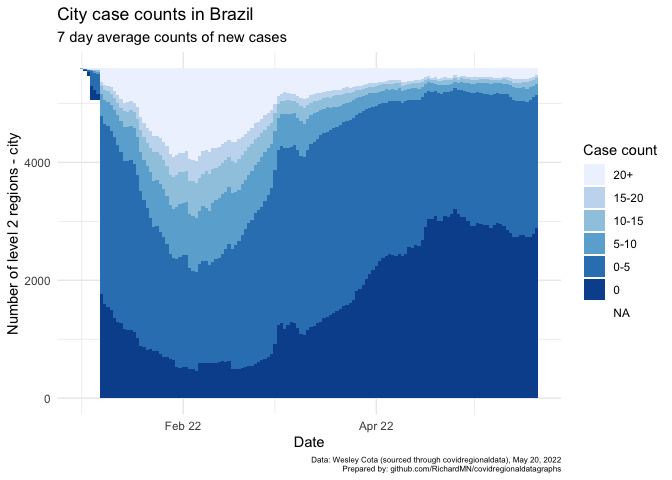 City case counts in Brazil
7 day average counts of new cases
Number of level 2 regions - city
4000
2000
0
Feb 22
Apr 22
Date
Case count
20+
15-20
10-15
5-10
0-5
0
NA
Data: Wesley Cota (sourced through covidregionaldata), May 20, 2022
Prepared by: github.com/RichardMN/covidregionaldatagraphs